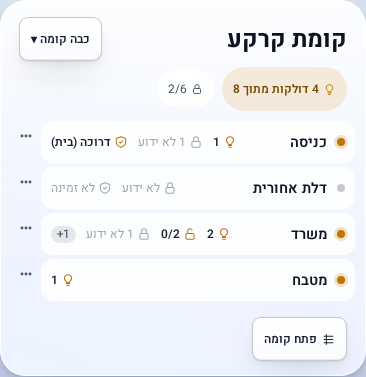 קומת קרקע
כבה קומה ▾
4 דולקות מתוך 8
2/6
כניסה 1 1 לא ידוע דרוכה (בית)
דלת אחורית לא ידוע לא זמינה
משרד 2 0/2 1 לא ידוע +1
מטבח 1
פתח קומה